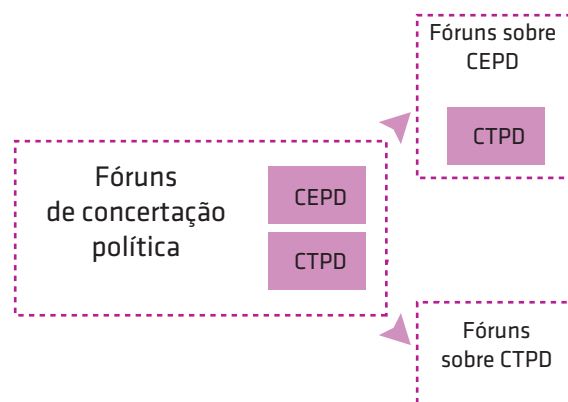 Fóruns sobre
CEPD
CTPD
Fóruns
de concertação
política
CEPD
CTPD
Fóruns
sobre CTPD